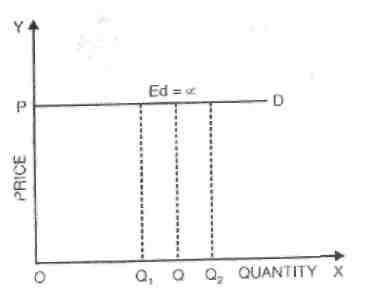 Y
Ed = ∝
P D
PRICE
O Q₁ Q Q₂ QUANTITY X